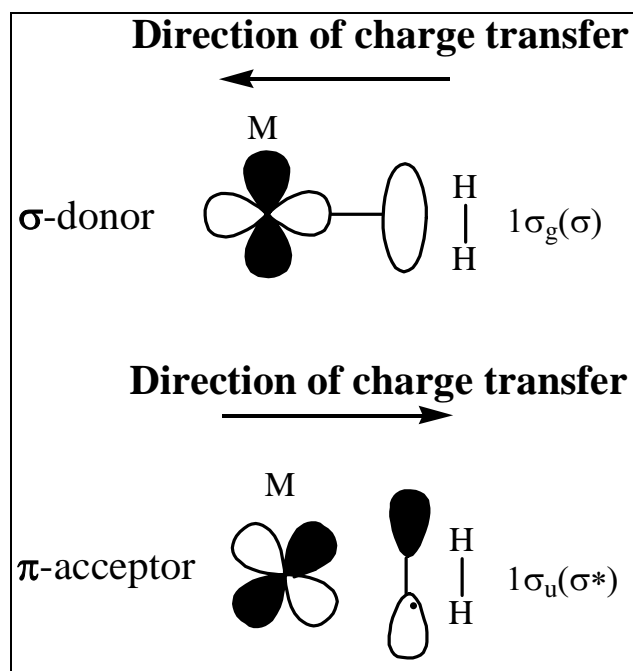 Direction of charge transfer
M
σ-donor
H
H
1σg(σ)
Direction of charge transfer
M
π-acceptor
H
H
1σu(σ*)